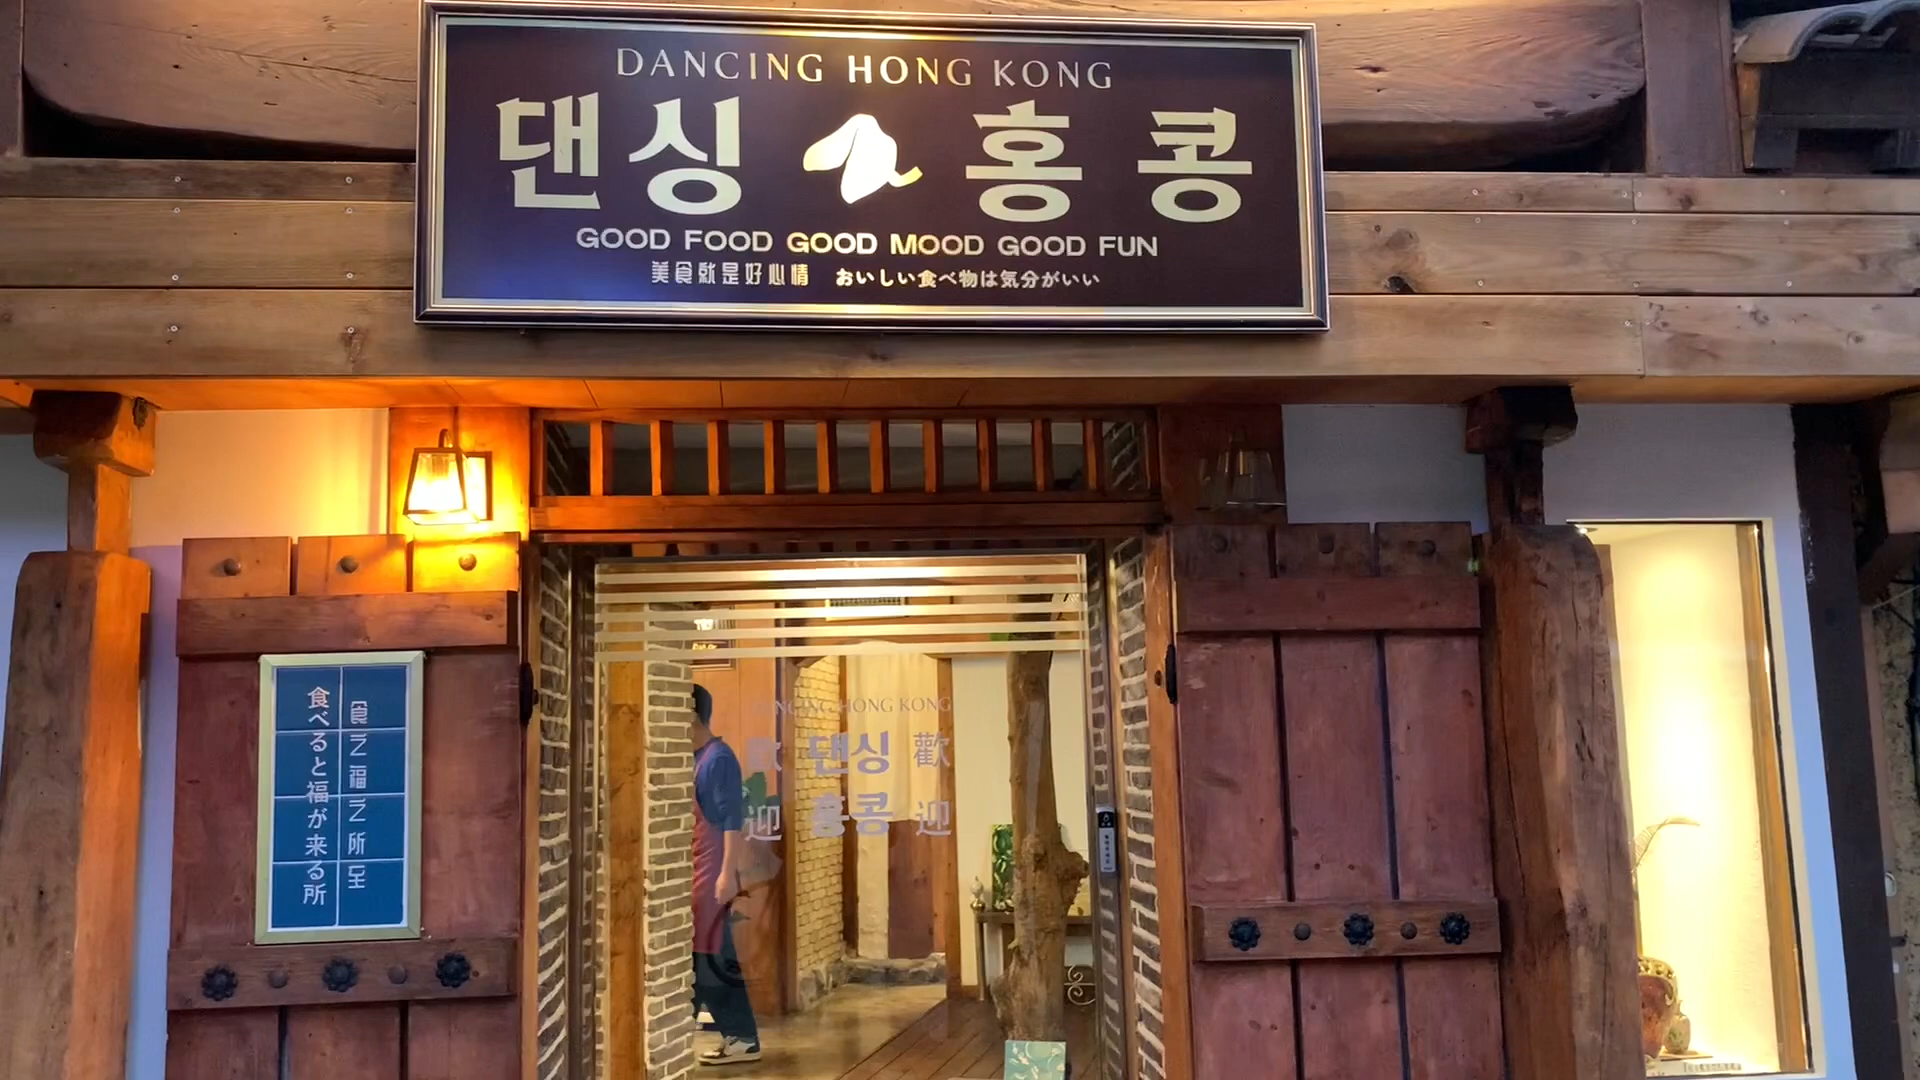 DANCING HONG KONG
댄싱 홍콩
GOOD FOOD GOOD MOOD GOOD FUN
美食就是好心情 おいしい食べ物は気分がいい
食之福之所至
食べると福が来る所
DANCING HONG KONG
歡 댄싱 歡
迎 홍콩 迎